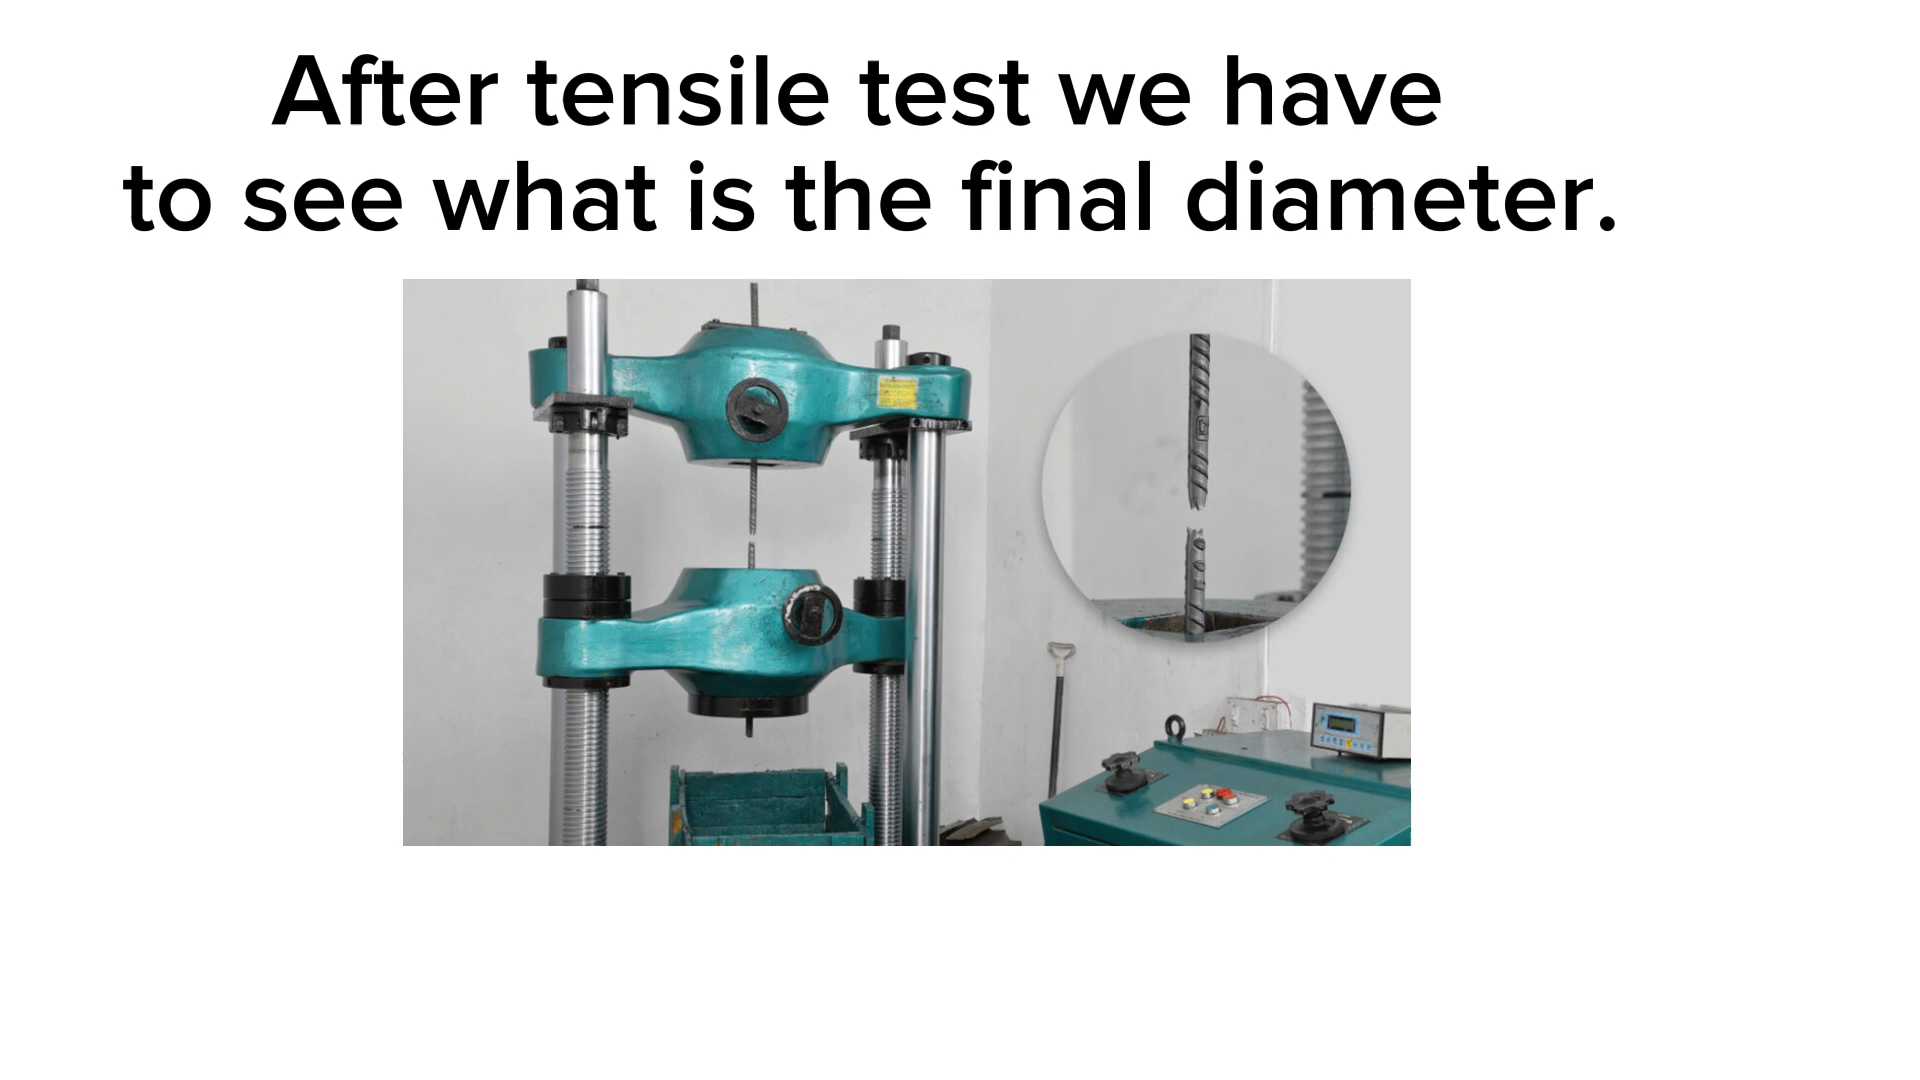 After tensile test we have
to see what is the final diameter.